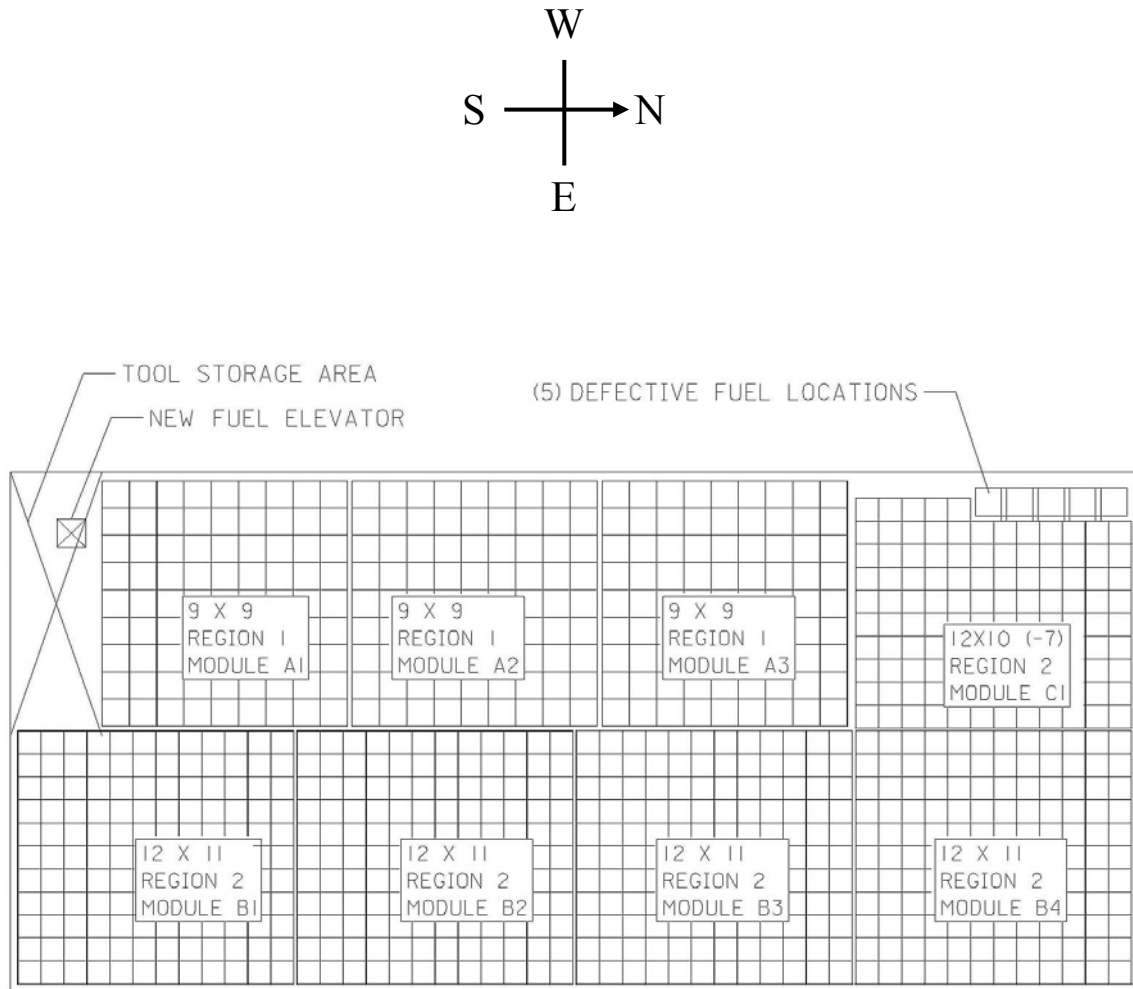 W
S
N
E
TOOL STORAGE AREA
NEW FUEL ELEVATOR
(5) DEFECTIVE FUEL LOCATIONS
9 X 9
REGION 1
MODULE A1
9 X 9
REGION 1
MODULE A2
9 X 9
REGION 1
MODULE A3
12X10 (-7)
REGION 2
MODULE C1
12 X 11
REGION 2
MODULE B1
12 X 11
REGION 2
MODULE B2
12 X 11
REGION 2
MODULE B3
12 X 11
REGION 2
MODULE B4